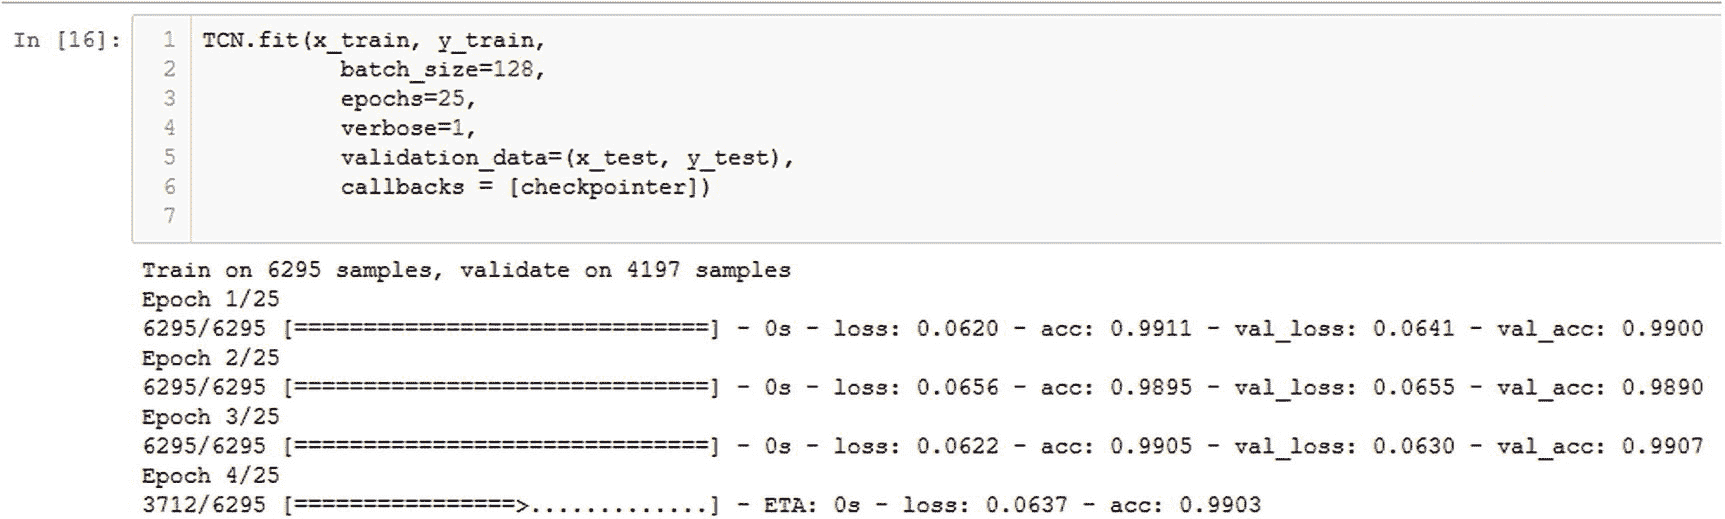 In [16]:
1 TCN.fit(x_train, y_train,
2 batch_size=128,
3 epochs=25,
4 verbose=1,
5 validation_data=(x_test, y_test),
6 callbacks = [checkpointer])
7
Train on 6295 samples, validate on 4197 samples
Epoch 1/25
6295/6295 [==============================] - 0s - loss: 0.0620 - acc: 0.9911 - val_loss: 0.0641 - val_acc: 0.9900
Epoch 2/25
6295/6295 [==============================] - 0s - loss: 0.0656 - acc: 0.9895 - val_loss: 0.0655 - val_acc: 0.9890
Epoch 3/25
6295/6295 [==============================] - 0s - loss: 0.0622 - acc: 0.9905 - val_loss: 0.0630 - val_acc: 0.9907
Epoch 4/25
3712/6295 [================>.............] - ETA: 0s - loss: 0.0637 - acc: 0.9903